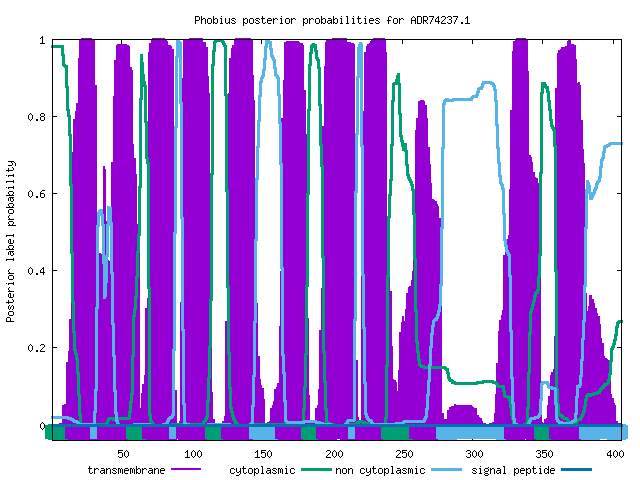 Phobius posterior probabilities for ADR74237.1
1
0.8
0.6
0.4
0.2
0
Posterior label probability
50 100 150 200 250 300 350 400
transmembrane cytoplasmic non cytoplasmic signal peptide